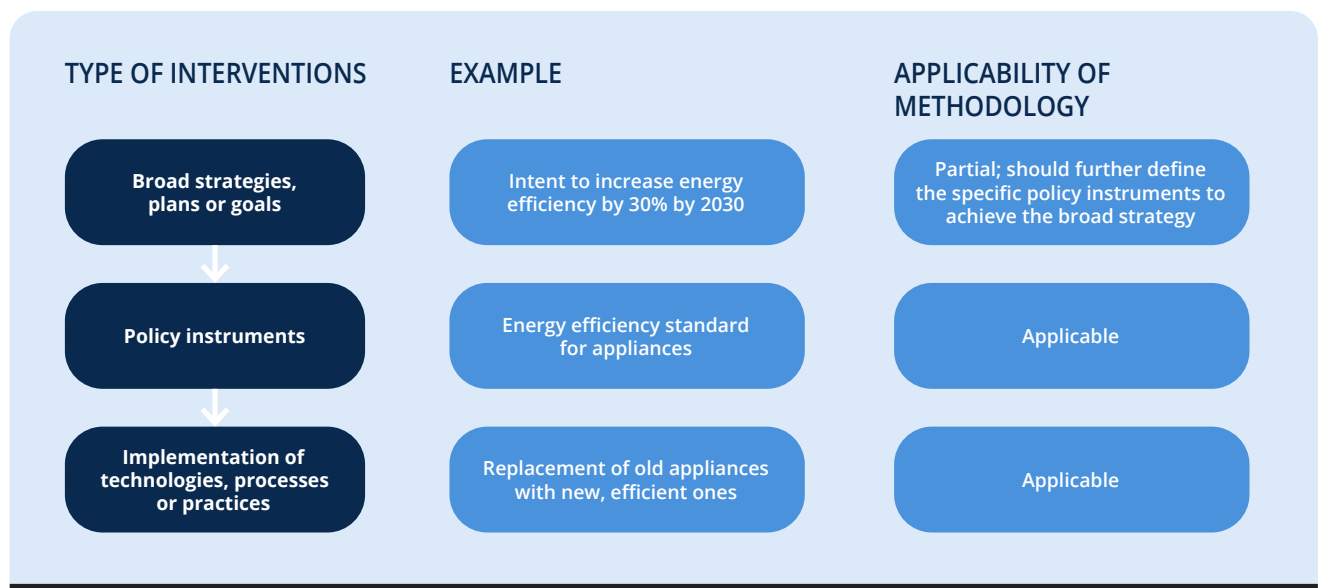 TYPE OF INTERVENTIONS
EXAMPLE
APPLICABILITY OF
METHODOLOGY
Broad strategies,
plans or goals
Intent to increase energy
efficiency by 30% by 2030
Partial; should further define
the specific policy instruments to
achieve the broad strategy
Policy instruments
Energy efficiency standard
for appliances
Applicable
Implementation of
technologies, processes
or practices
Replacement of old appliances
with new, efficient ones
Applicable